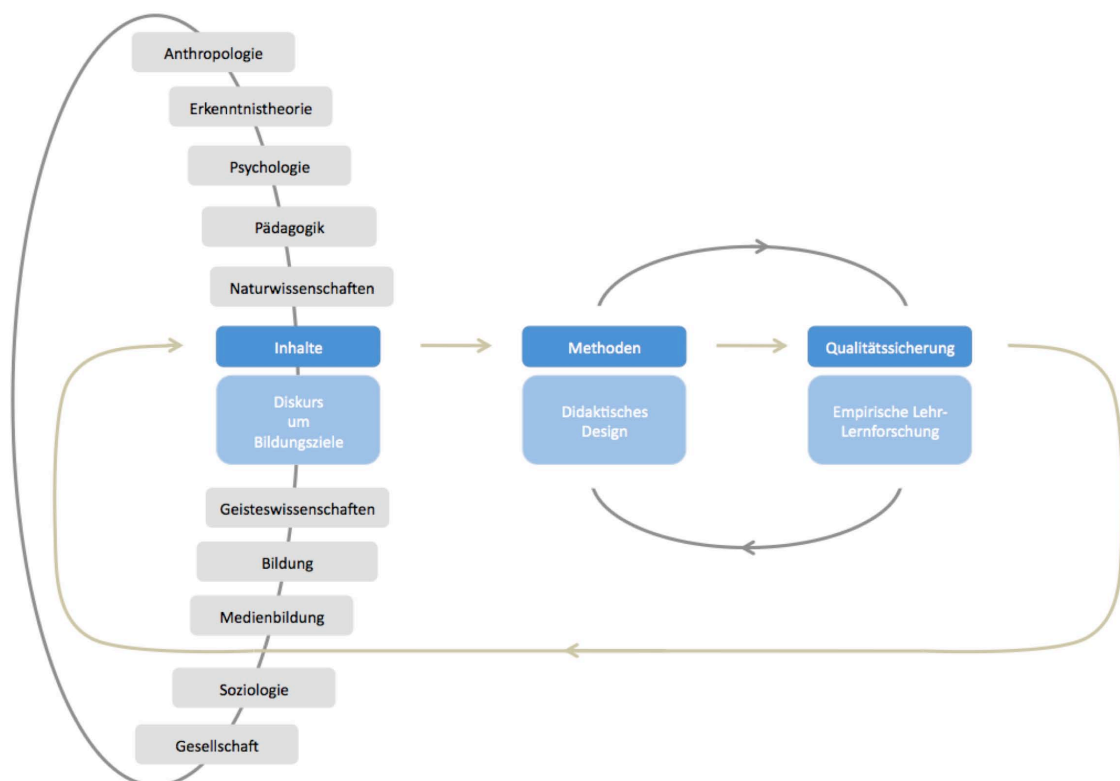 Anthropologie
Erkenntnistheorie
Psychologie
Pädagogik
Naturwissenschaften
Inhalte
Diskurs
um
Bildungsziele
Geisteswissenschaften
Bildung
Medienbildung
Soziologie
Gesellschaft
Methoden
Didaktisches
Design
Qualitätssicherung
Empirische Lehr-
Lernforschung